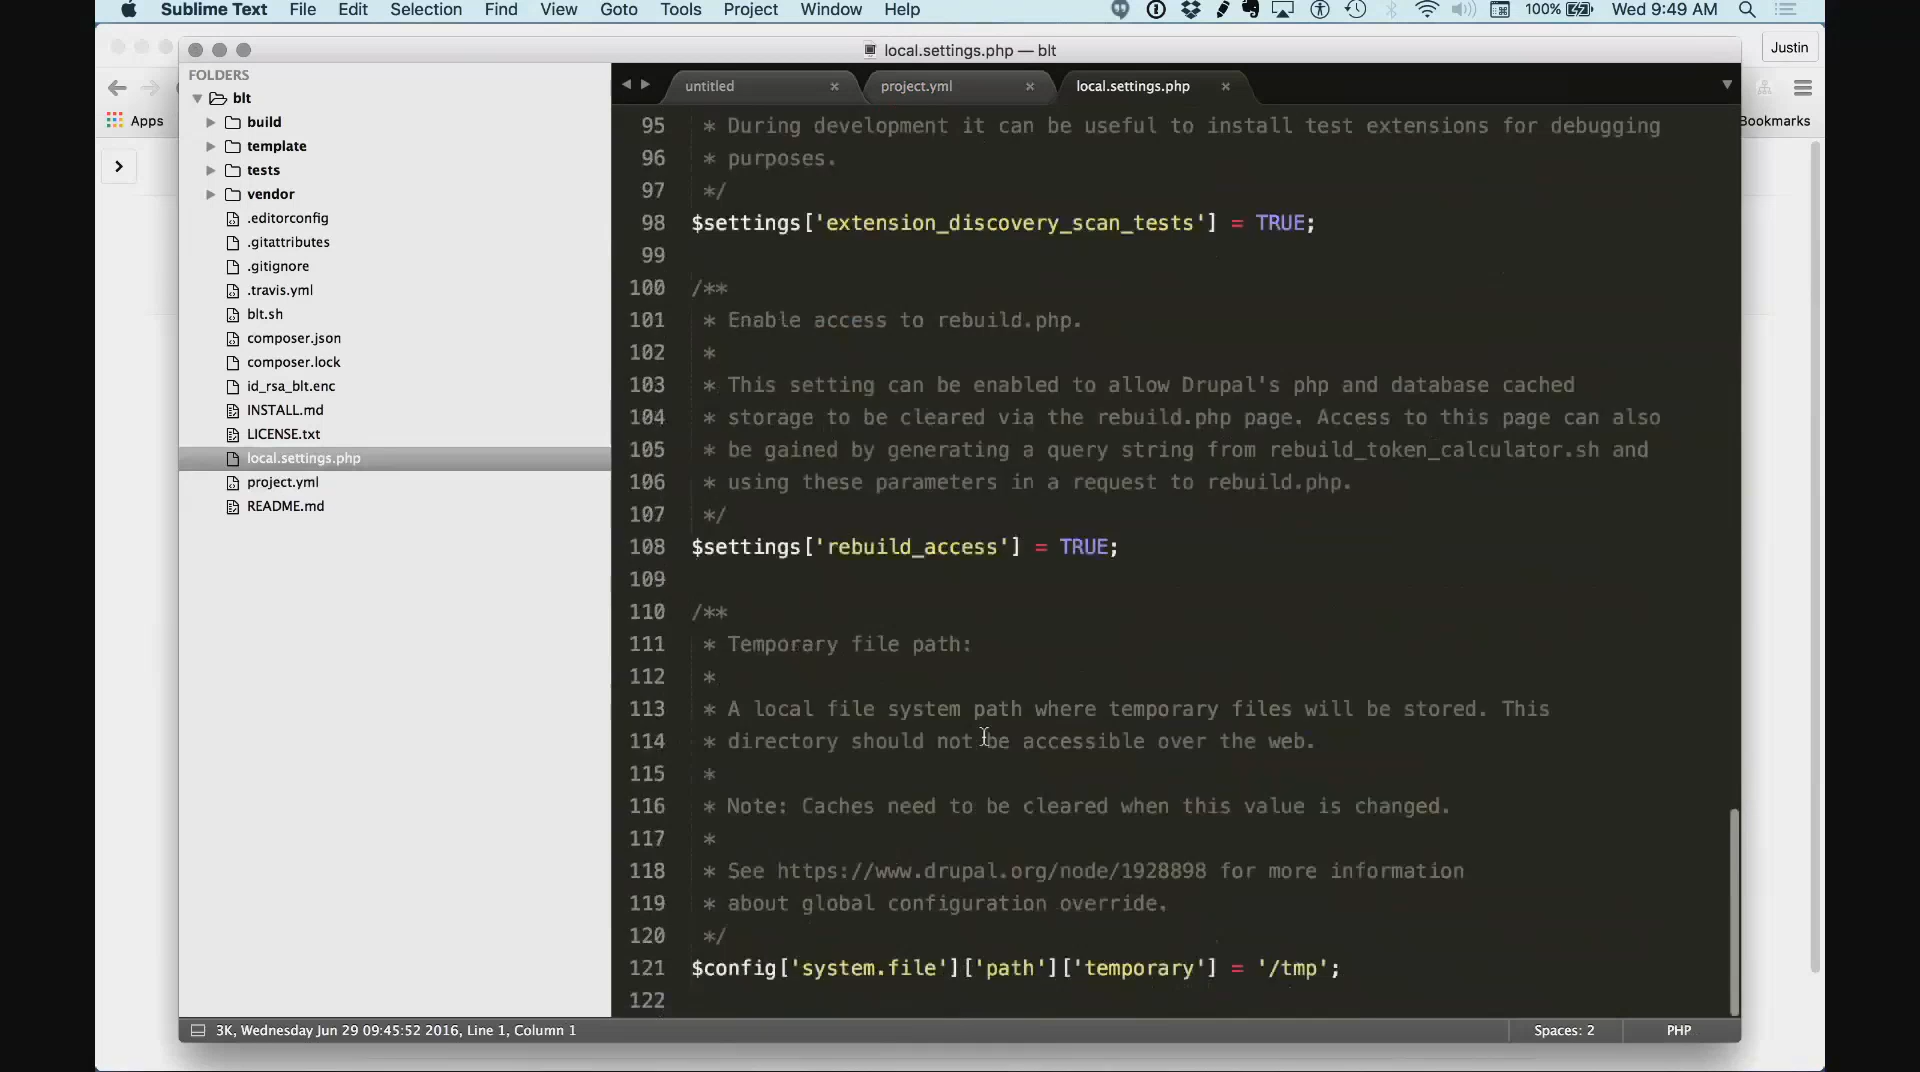 Sublime Text File Edit Selection Find View Goto Tools Project Window Help 100% Wed 9:49 AM
local.settings.php — blt
Justin
Apps
Bookmarks
FOLDERS
blt
build
template
tests
vendor
.editorconfig
.gitattributes
.gitignore
.travis.yml
blt.sh
composer.json
composer.lock
id_rsa_blt.enc
INSTALL.md
LICENSE.txt
local.settings.php
project.yml
README.md
untitled × project.yml × local.settings.php ×
95 * During development it can be useful to install test extensions for debugging
96 * purposes.
97 */
98 $settings['extension_discovery_scan_tests'] = TRUE;
99
100 /**
101 * Enable access to rebuild.php.
102 *
103 * This setting can be enabled to allow Drupal's php and database cached
104 * storage to be cleared via the rebuild.php page. Access to this page can also
105 * be gained by generating a query string from rebuild_token_calculator.sh and
106 * using these parameters in a request to rebuild.php.
107 */
108 $settings['rebuild_access'] = TRUE;
109
110 /**
111 * Temporary file path:
112 *
113 * A local file system path where temporary files will be stored. This
114 * directory should not be accessible over the web.
115 *
116 * Note: Caches need to be cleared when this value is changed.
117 *
118 * See https://www.drupal.org/node/1928898 for more information
119 * about global configuration override.
120 */
121 $config['system.file']['path']['temporary'] = '/tmp';
122
3K, Wednesday Jun 29 09:45:52 2016, Line 1, Column 1 Spaces: 2 PHP